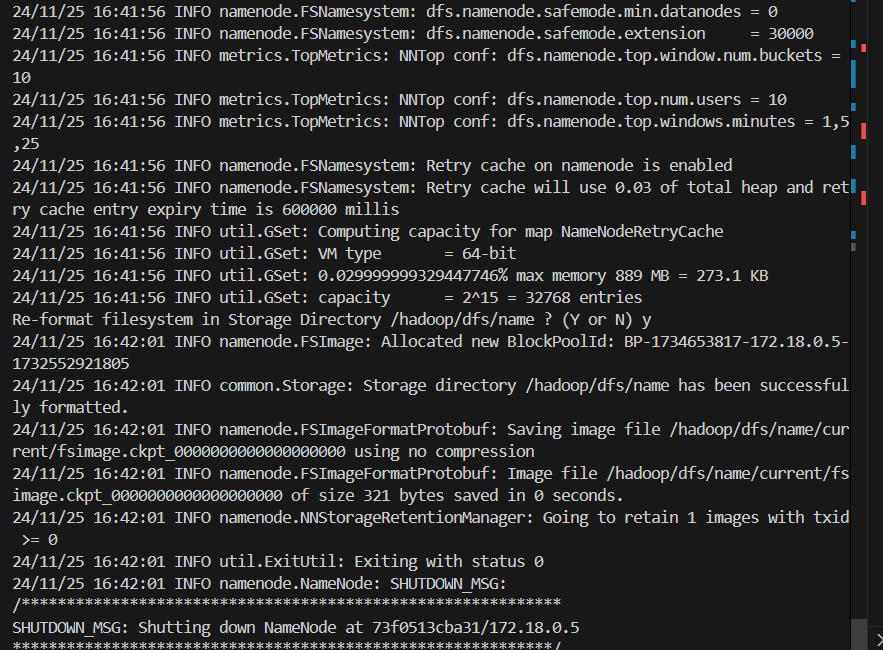 24/11/25 16:41:56 INFO namenode.FSNamesystem: dfs.namenode.safemode.min.datanodes = 0
24/11/25 16:41:56 INFO namenode.FSNamesystem: dfs.namenode.safemode.extension     = 30000
24/11/25 16:41:56 INFO metrics.TopMetrics: NNTop conf: dfs.namenode.top.window.num.buckets =
10
24/11/25 16:41:56 INFO metrics.TopMetrics: NNTop conf: dfs.namenode.top.num.users = 10
24/11/25 16:41:56 INFO metrics.TopMetrics: NNTop conf: dfs.namenode.top.windows.minutes = 1,5
,25
24/11/25 16:41:56 INFO namenode.FSNamesystem: Retry cache on namenode is enabled
24/11/25 16:41:56 INFO namenode.FSNamesystem: Retry cache will use 0.03 of total heap and ret
ry cache entry expiry time is 600000 millis
24/11/25 16:41:56 INFO util.GSet: Computing capacity for map NameNodeRetryCache
24/11/25 16:41:56 INFO util.GSet: VM type       = 64-bit
24/11/25 16:41:56 INFO util.GSet: 0.029999999329447746% max memory 889 MB = 273.1 KB
24/11/25 16:41:56 INFO util.GSet: capacity      = 2^15 = 32768 entries
Re-format filesystem in Storage Directory /hadoop/dfs/name ? (Y or N) y
24/11/25 16:42:01 INFO namenode.FSImage: Allocated new BlockPoolId: BP-1734653817-172.18.0.5-
1732552921805
24/11/25 16:42:01 INFO common.Storage: Storage directory /hadoop/dfs/name has been successful
ly formatted.
24/11/25 16:42:01 INFO namenode.FSImageFormatProtobuf: Saving image file /hadoop/dfs/name/cur
rent/fsimage.ckpt_0000000000000000000 using no compression
24/11/25 16:42:01 INFO namenode.FSImageFormatProtobuf: Image file /hadoop/dfs/name/current/fs
image.ckpt_0000000000000000000 of size 321 bytes saved in 0 seconds.
24/11/25 16:42:01 INFO namenode.NNStorageRetentionManager: Going to retain 1 images with txid
 >= 0
24/11/25 16:42:01 INFO util.ExitUtil: Exiting with status 0
24/11/25 16:42:01 INFO namenode.NameNode: SHUTDOWN_MSG:
/************************************************************
SHUTDOWN_MSG: Shutting down NameNode at 73f0513cba31/172.18.0.5
************************************************************/